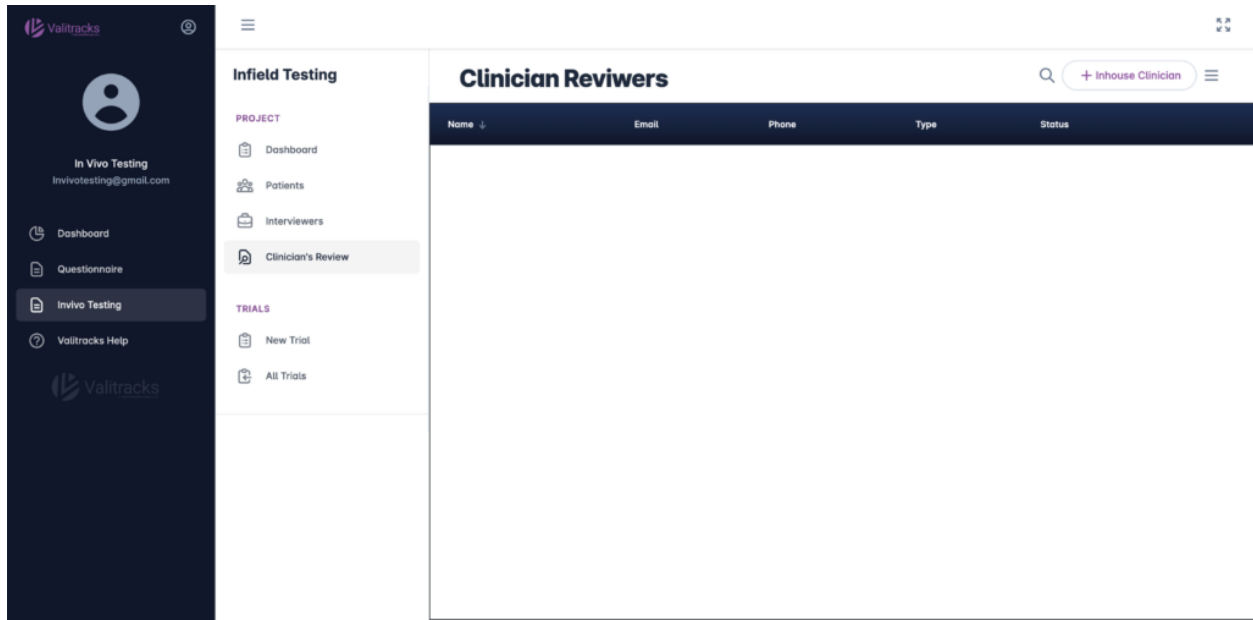 Valitracks
In Vivo Testing
Invivotesting@gmail.com
Dashboard
Questionnaire
Invivo Testing
Valitracks Help
Valitracks
Infield Testing
PROJECT
Dashboard
Patients
Interviewers
Clinician's Review
TRIALS
New Trial
All Trials
Clinician Reviwers
+ Inhouse Clinician
Name ↓ Email Phone Type Status